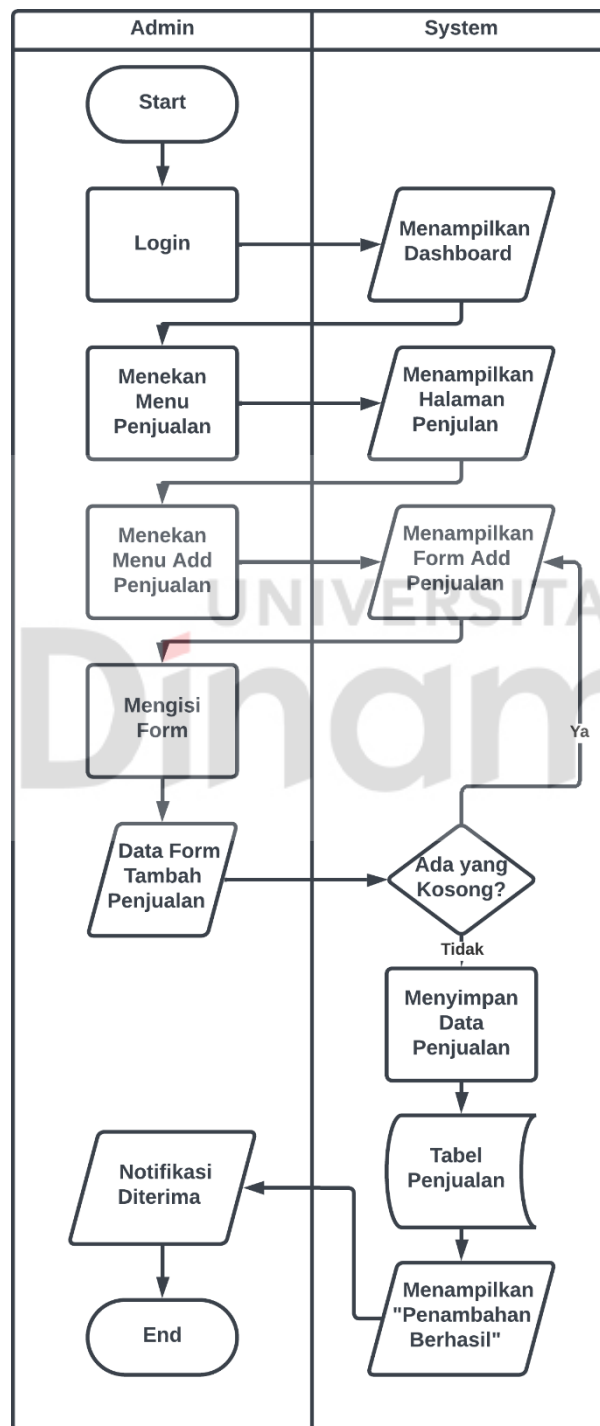 Admin
System
Start
Login
Menampilkan
Dashboard
Menekan
Menu
Penjualan
Menampilkan
Halaman
Penjulan
Menekan
Menu Add
Penjualan
Menampilkan
Form Add
Penjualan
UNIVERSITA
Dinam
Mengisi
Form
Ya
Data Form
Tambah
Penjualan
Ada yang
Kosong?
Tidak
Menyimpan
Data
Penjualan
Tabel
Penjualan
Notifikasi
Diterima
Menampilkan
"Penambahan
Berhasil"
End